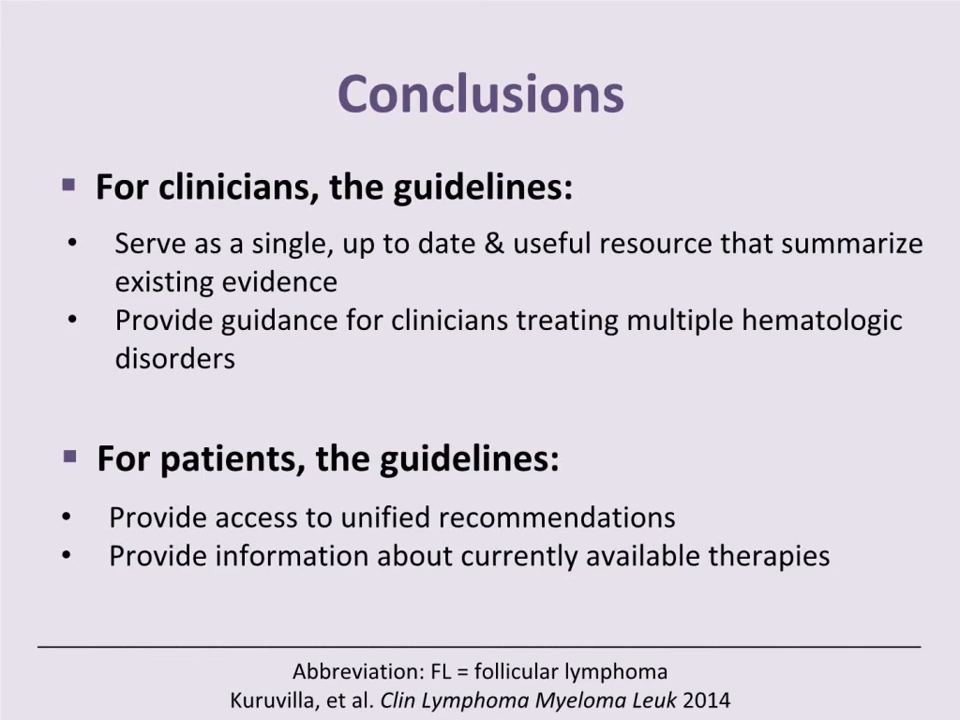 Conclusions
▪ For clinicians, the guidelines:
• Serve as a single, up to date & useful resource that summarize
existing evidence
• Provide guidance for clinicians treating multiple hematologic
disorders
▪ For patients, the guidelines:
• Provide access to unified recommendations
• Provide information about currently available therapies
Abbreviation: FL = follicular lymphoma
Kuruvilla, et al. Clin Lymphoma Myeloma Leuk 2014